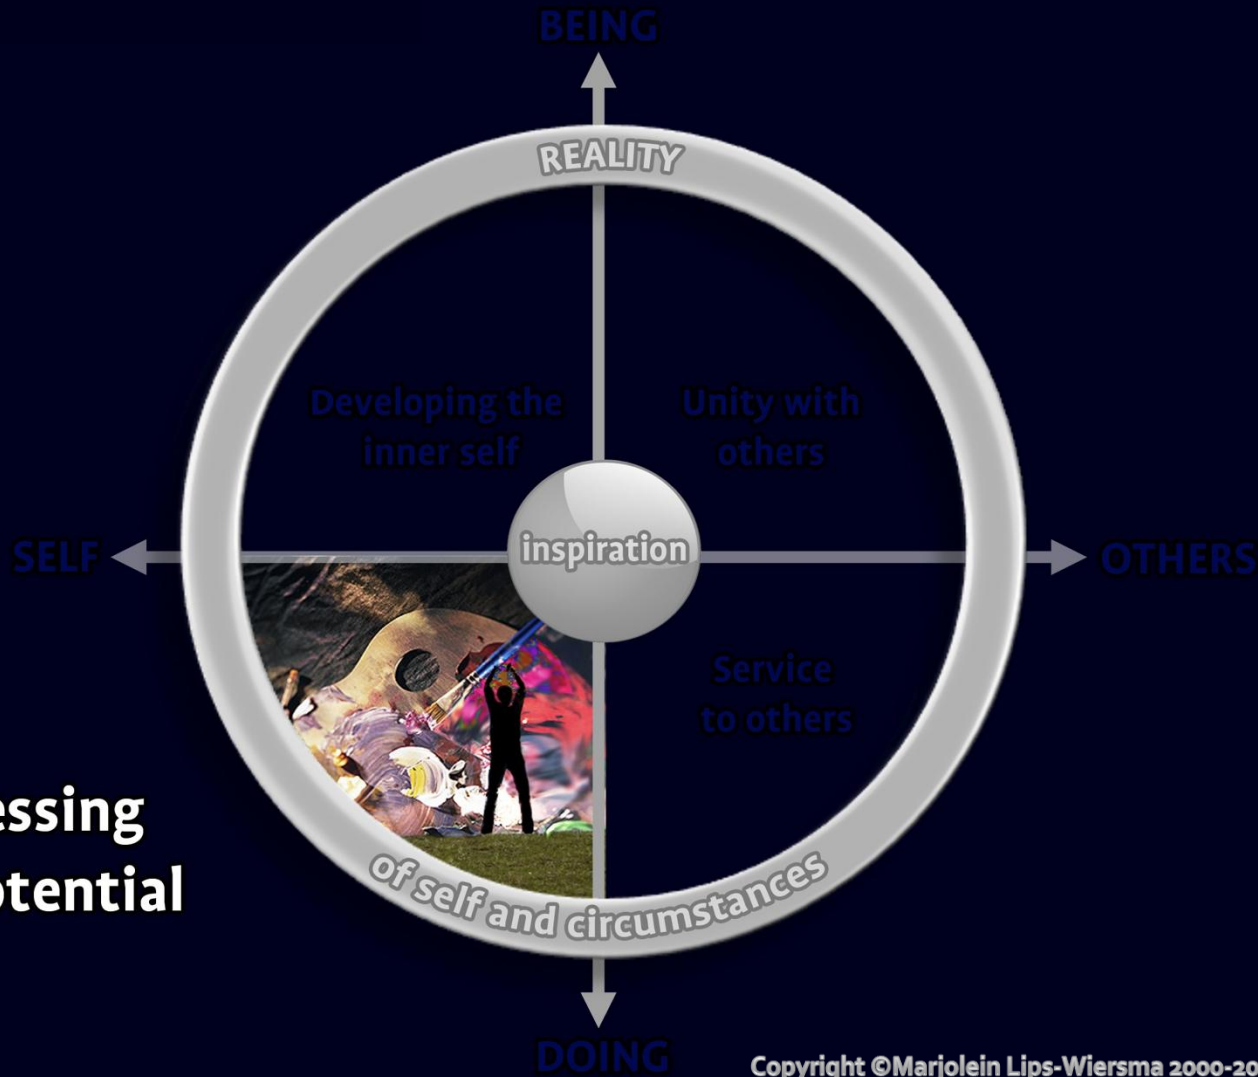 BEING
REALITY
Developing the
inner self
Unity with
others
SELF
inspiration
OTHERS
Service
to others
essing
otential
of self and circumstances
DOING
Copyright ©Marjolein Lips-Wiersma 2000-20